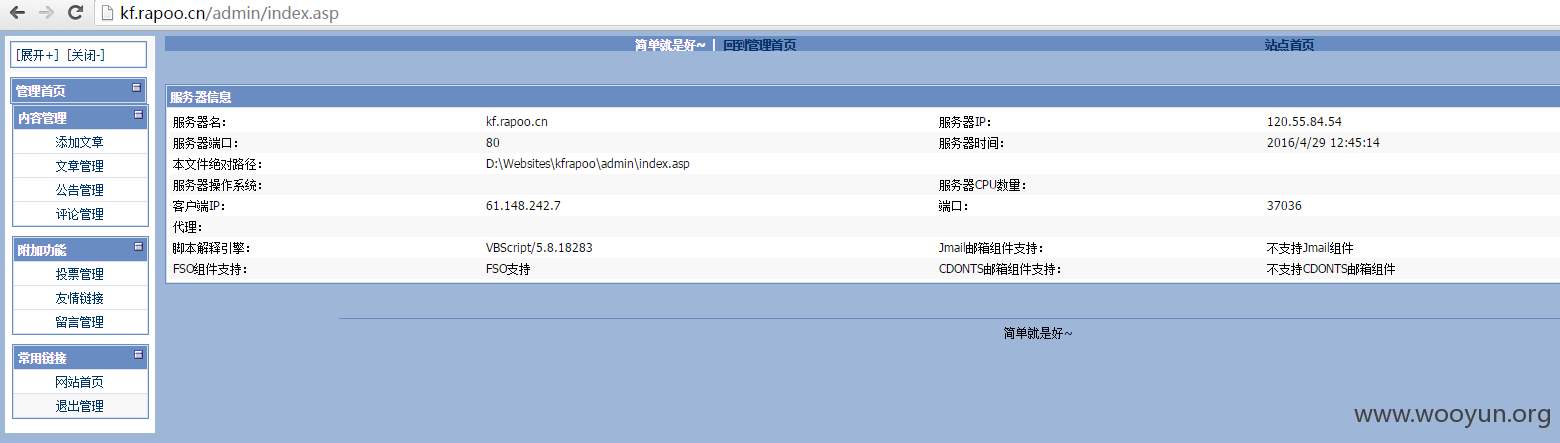 kf.rapoo.cn/admin/index.asp
[展开+] [关闭-]
管理首页
内容管理
添加文章
文章管理
公告管理
评论管理
附加功能
投票管理
友情链接
留言管理
常用链接
网站首页
退出管理
简单就是好~ | 回到管理首页 站点首页
服务器信息
服务器名: kf.rapoo.cn 服务器IP: 120.55.84.54
服务器端口: 80 服务器时间: 2016/4/29 12:45:14
本文件绝对路径: D:\Websites\kfrapoo\admin\index.asp
服务器操作系统: 服务器CPU数量:
客户端IP: 61.148.242.7 端口: 37036
代理:
脚本解释引擎: VBScript/5.8.18283 Jmail邮箱组件支持: 不支持Jmail组件
FSO组件支持: FSO支持 CDONTS邮箱组件支持: 不支持CDONTS邮箱组件
简单就是好~
www.wooyun.org